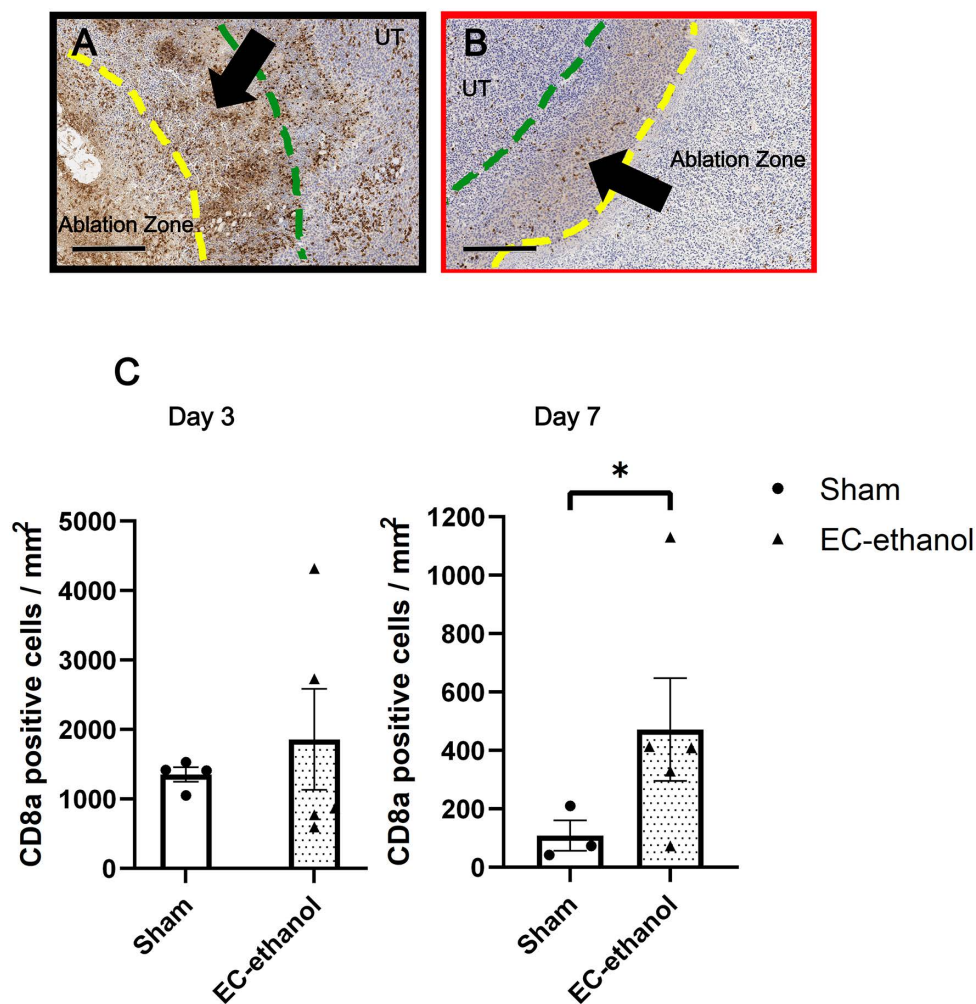 A
UT
Ablation Zone
B
UT
Ablation Zone
C
Day 3
Day 7
*
Sham
EC-ethanol
CD8a positive cells / mm²
5000
4000
3000
2000
1000
0
Sham
EC-ethanol
CD8a positive cells / mm²
1200
1000
800
600
400
200
0
Sham
EC-ethanol